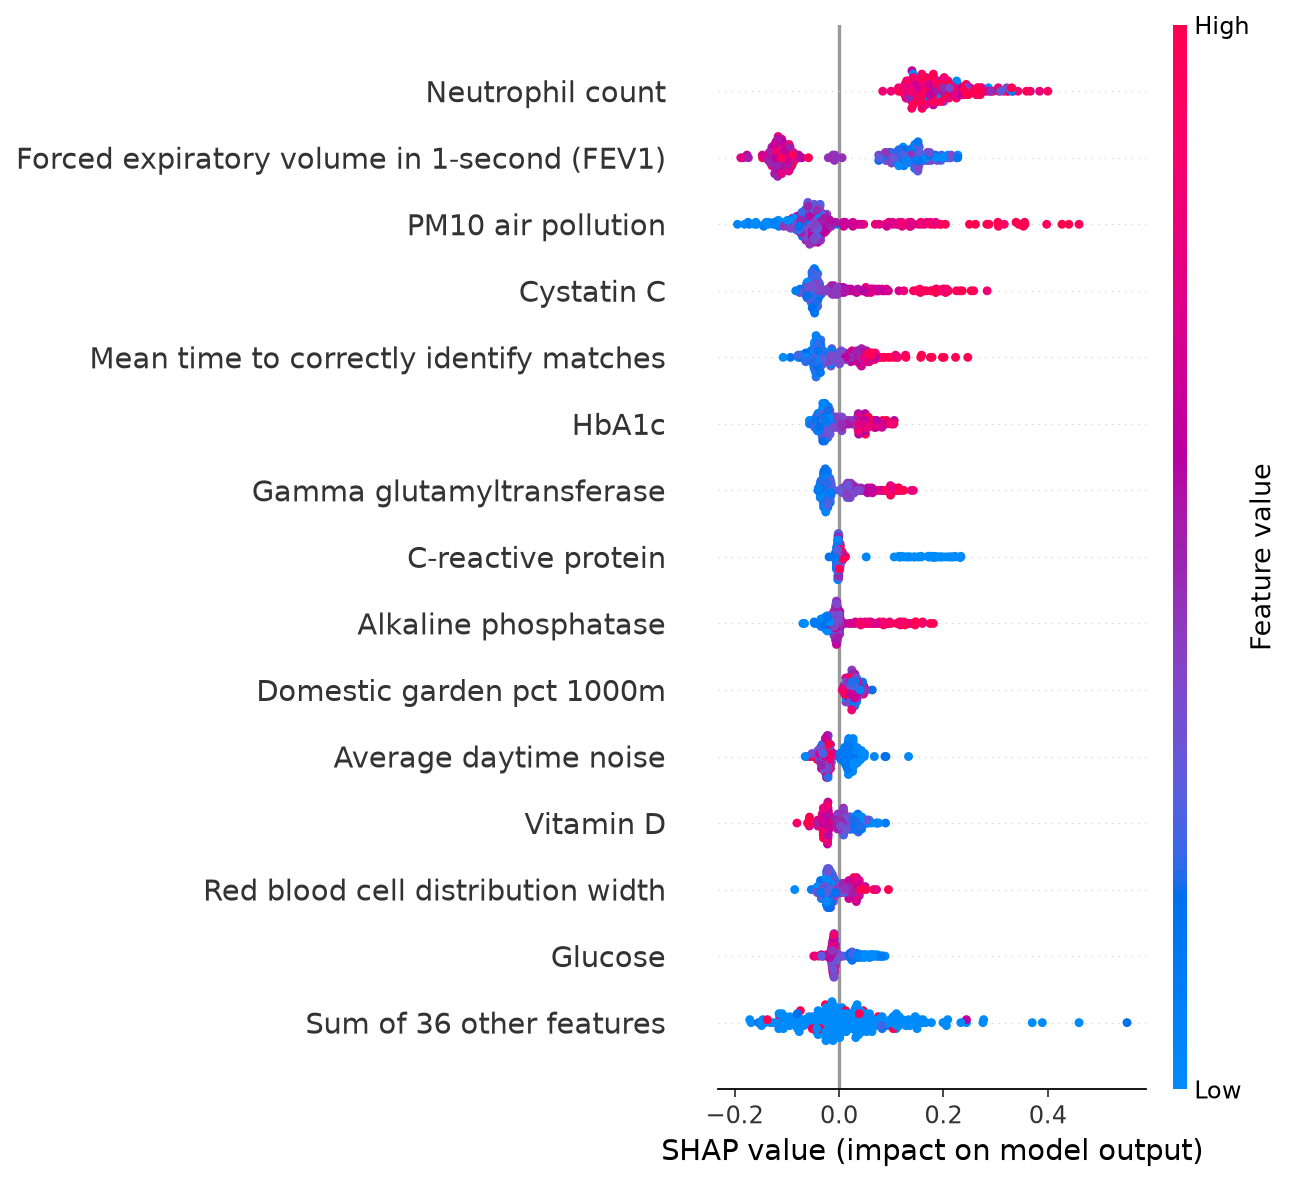 High
Neutrophil count
Forced expiratory volume in 1-second (FEV1)
PM10 air pollution
Cystatin C
Mean time to correctly identify matches
HbA1c
Gamma glutamyltransferase
C-reactive protein
Alkaline phosphatase
Domestic garden pct 1000m
Average daytime noise
Vitamin D
Red blood cell distribution width
Glucose
Sum of 36 other features
Feature value
Low
−0.2 0.0 0.2 0.4
SHAP value (impact on model output)